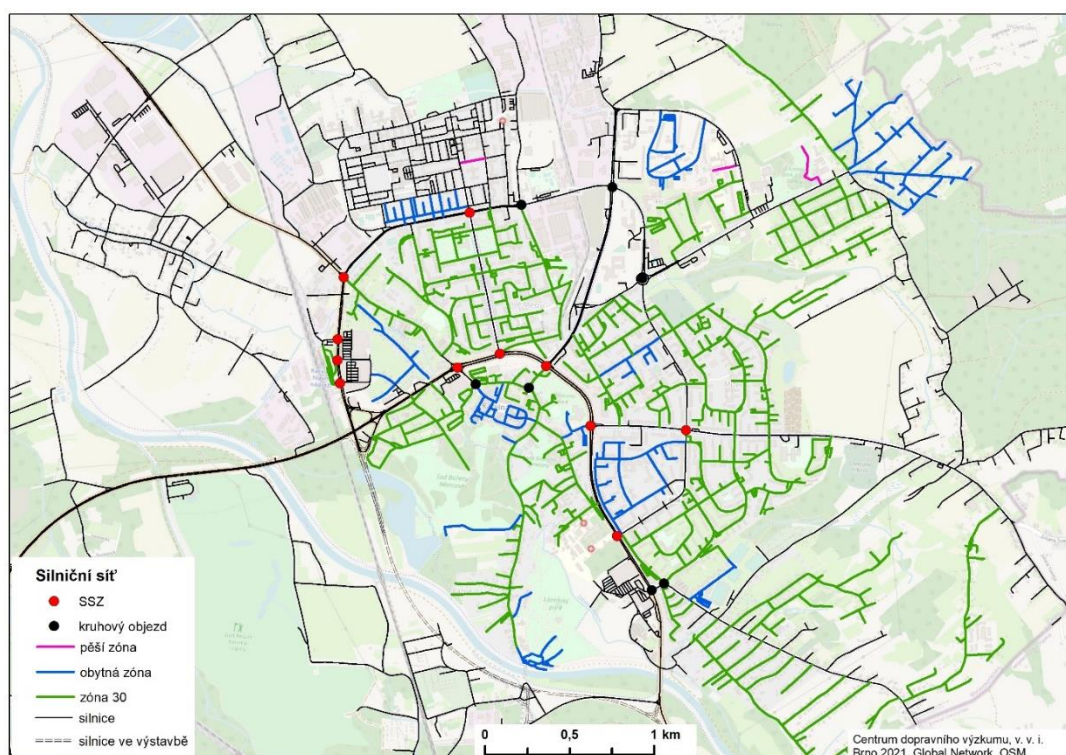 Silniční síť
SSZ
kruhový objezd
pěší zóna
obytná zóna
zóna 30
silnice
silnice ve výstavbě
0 0,5 1 km
Centrum dopravního výzkumu, v. v. i.
Brno 2021, Global Network, OSM